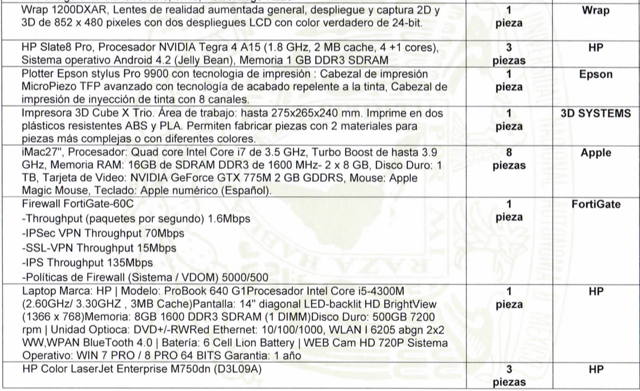 Wrap 1200DXAR, Lentes de realidad aumentada general, despliegue y captura 2D y 1 Wrap
3D de 852 x 480 pixeles con dos despliegues LCD con color verdadero de 24-bit. pieza
HP Slate8 Pro, Procesador NVIDIA Tegra 4 A15 (1.8 GHz, 2 MB cache, 4 +1 cores), 3 HP
Sistema operativo Android 4.2 (Jelly Bean), Memoria 1 GB DDR3 SDRAM piezas
Plotter Epson stylus Pro 9900 con tecnologia de impresión : Cabezal de impresión 1 Epson
MicroPiezo TFP avanzado con tecnología de acabado repelente a la tinta, Cabezal de pieza
impresión de inyección de tinta con 8 canales.
Impresora 3D Cube X Trio. Área de trabajo: hasta 275x265x240 mm. Imprime en dos 1 3D SYSTEMS
plásticos resistentes ABS y PLA. Permiten fabricar piezas con 2 materiales para pieza
piezas más complejas o con diferentes colores.
iMac27", Procesador: Quad core Intel Core i7 de 3.5 GHz, Turbo Boost de hasta 3.9 8 Apple
GHz, Memoria RAM: 16GB de SDRAM DDR3 de 1600 MHz- 2 x 8 GB, Disco Duro: 1 piezas
TB, Tarjeta de Video: NVIDIA GeForce GTX 775M 2 GB GDDRS, Mouse: Apple
Magic Mouse, Teclado: Apple numérico (Español).
Firewall FortiGate-60C 1 FortiGate
-Throughput (paquetes por segundo) 1.6Mbps pieza
-IPSec VPN Throughput 70Mbps
-SSL-VPN Throughput 15Mbps
-IPS Throughput 135Mbps
-Políticas de Firewall (Sistema / VDOM) 5000/500
Laptop Marca: HP | Modelo: ProBook 640 G1Procesador Intel Core i5-4300M 1 HP
(2.60GHz/ 3.30GHZ , 3MB Cache)Pantalla: 14" diagonal LED-backlit HD BrightView pieza
(1366 x 768)Memoria: 8GB 1600 DDR3 SDRAM (1 DIMM)Disco Duro: 500GB 7200
rpm | Unidad Optioca: DVD+/-RWRed Ethernet: 10/100/1000, WLAN I 6205 abgn 2x2
WW,WPAN BlueTooth 4.0 | Batería: 6 Cell Lion Battery | WEB Cam HD 720P Sistema
Operativo: WIN 7 PRO / 8 PRO 64 BITS Garantia: 1 año
HP Color LaserJet Enterprise M750dn (D3L09A) 3 HP
piezas